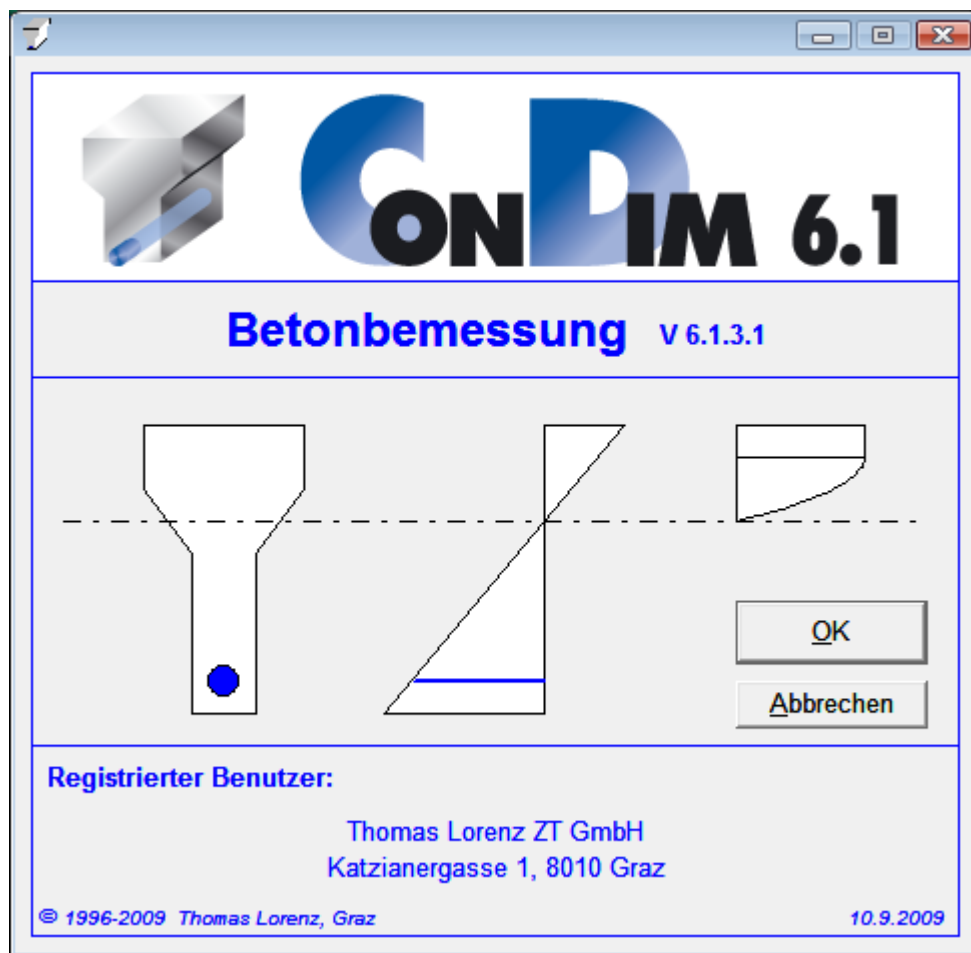 CONDIM 6.1
Betonbemessung V 6.1.3.1
OK
Abbrechen
Registrierter Benutzer:
Thomas Lorenz ZT GmbH
Katzianergasse 1, 8010 Graz
© 1996-2009 Thomas Lorenz, Graz 10.9.2009